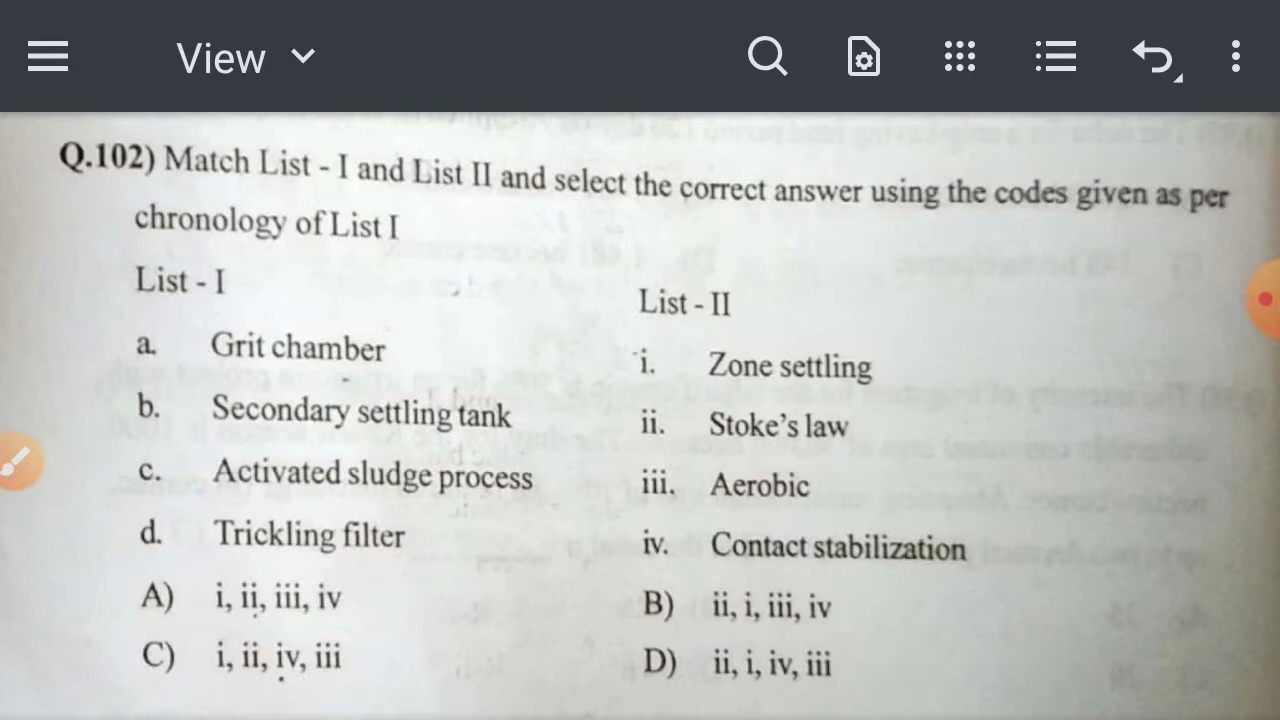 View
Q.102) Match List - I and List II and select the correct answer using the codes given as per
chronology of List I
List - I
List - II
a. Grit chamber
i. Zone settling
b. Secondary settling tank
ii. Stoke's law
c. Activated sludge process
iii. Aerobic
d. Trickling filter
iv. Contact stabilization
A) i, ii, iii, iv
B) ii, i, iii, iv
C) i, ii, iv, iii
D) ii, i, iv, iii